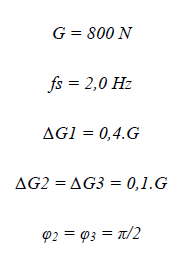 G = 800 N
fs = 2,0 Hz
ΔG1 = 0,4.G
ΔG2 = ΔG3 = 0,1.G
φ2 = φ3 = π/2